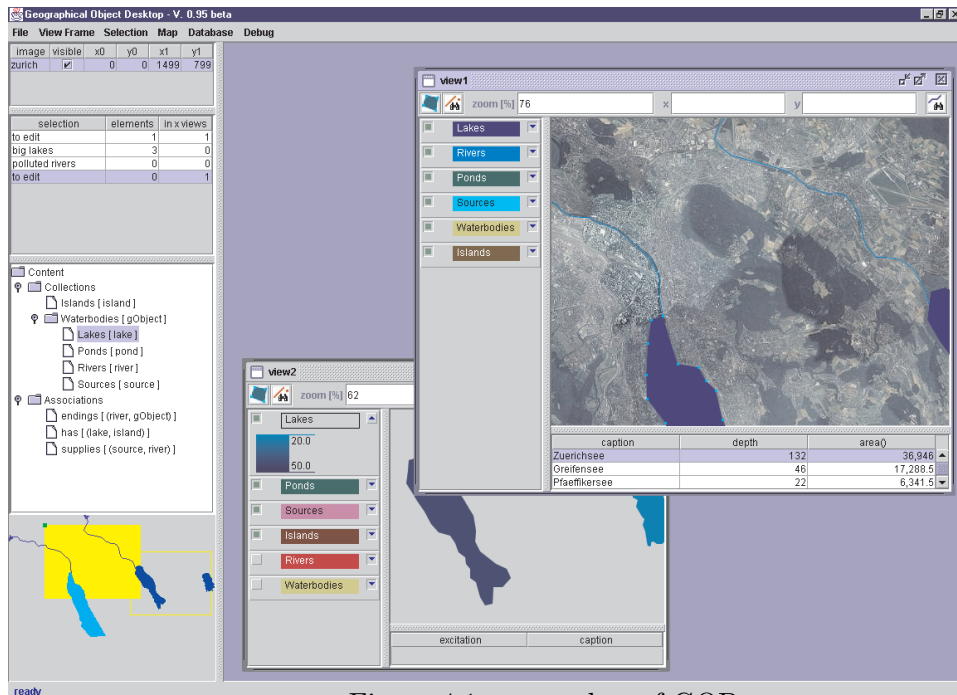 Geographical Object Desktop - V. 0.95 beta
File View Frame Selection Map Database Debug
image visible x0 y0 x1 y1
zurich 0 0 1499 799
selection elements in x views
to edit 1 1
big lakes 3 0
polluted rivers 0 0
to edit 0 1
Content
Collections
Islands [ island ]
Waterbodies [ gObject ]
Lakes [ lake ]
Ponds [ pond ]
Rivers [ river ]
Sources [ source ]
Associations
endings [ (river, gObject) ]
has [ (lake, island) ]
supplies [ (source, river) ]
view1
zoom [%] 76 x y
Lakes
Rivers
Ponds
Sources
Waterbodies
Islands
caption depth area()
Zuerichsee 132 36,946
Greifensee 46 17,288.5
Pfaeffikersee 22 6,341.5
view2
zoom [%] 62
Lakes
20.0
50.0
Ponds
Sources
Islands
Rivers
Waterbodies
excitation caption
ready